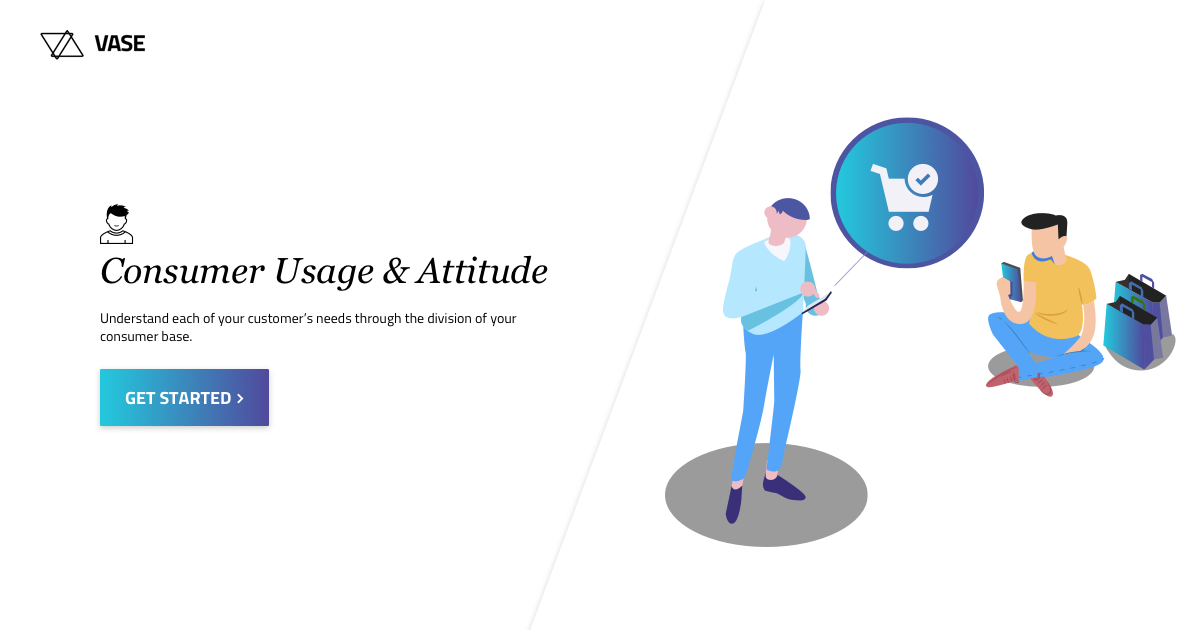 VASE
Consumer Usage & Attitude
Understand each of your customer’s needs through the division of your
consumer base.
GET STARTED >